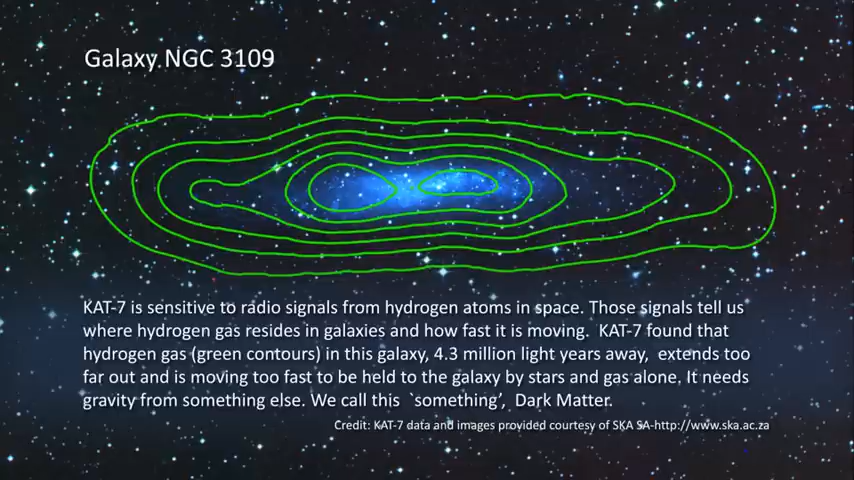 Galaxy NGC 3109
KAT-7 is sensitive to radio signals from hydrogen atoms in space. Those signals tell us
where hydrogen gas resides in galaxies and how fast it is moving. KAT-7 found that
hydrogen gas (green contours) in this galaxy, 4.3 million light years away, extends too
far out and is moving too fast to be held to the galaxy by stars and gas alone. It needs
gravity from something else. We call this `something', Dark Matter.
Credit: KAT-7 data and images provided courtesy of SKA SA-http://www.ska.ac.za